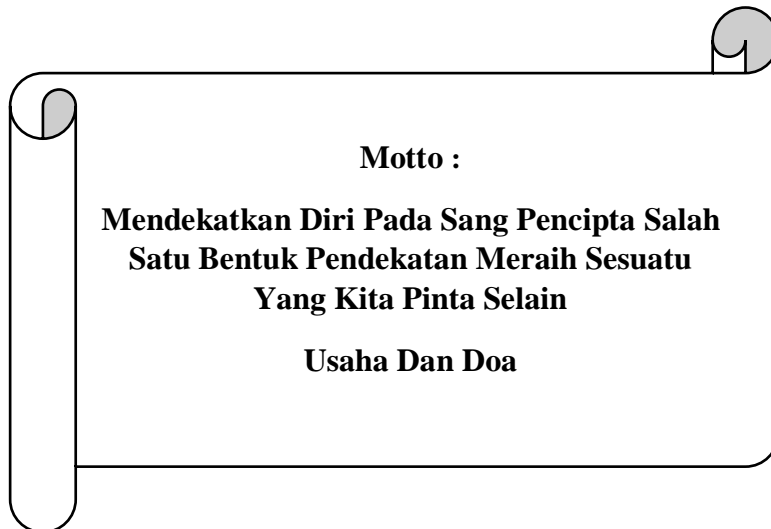 Motto :
Mendekatkan Diri Pada Sang Pencipta Salah
Satu Bentuk Pendekatan Meraih Sesuatu
Yang Kita Pinta Selain
Usaha Dan Doa